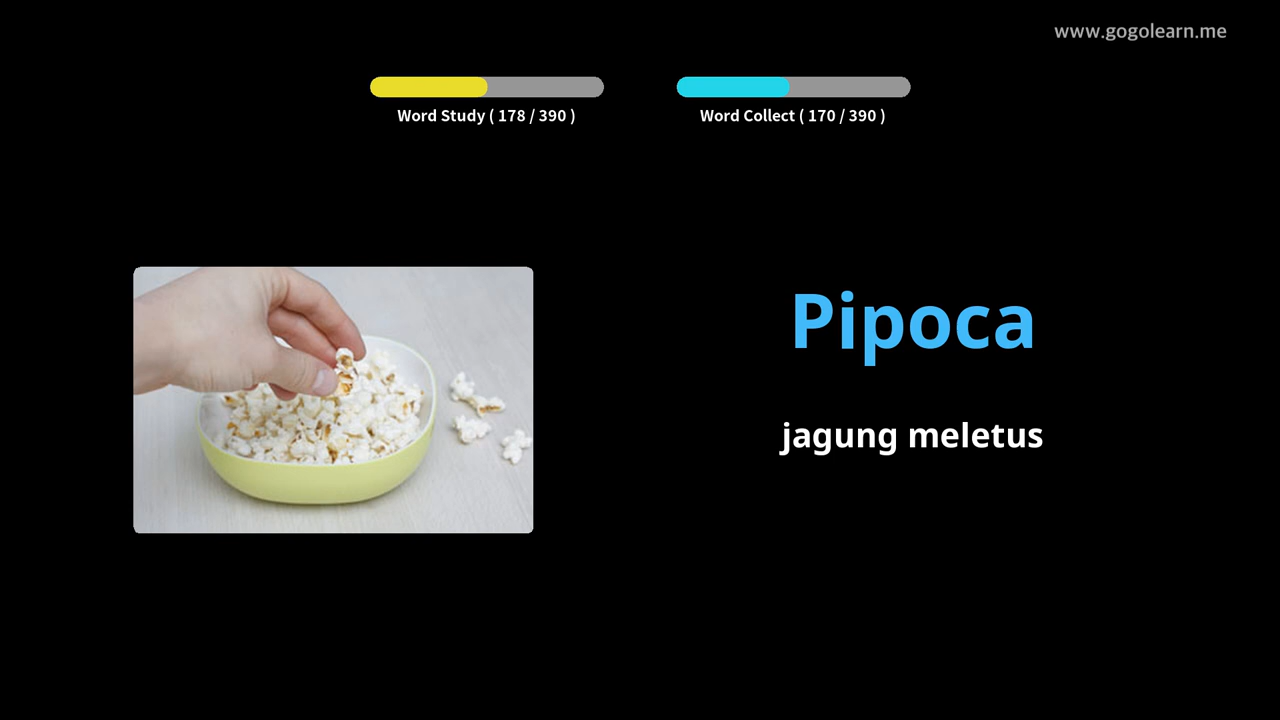 www.gogolearn.me
Word Study ( 178 / 390 )
Word Collect ( 170 / 390 )
Pipoca
jagung meletus